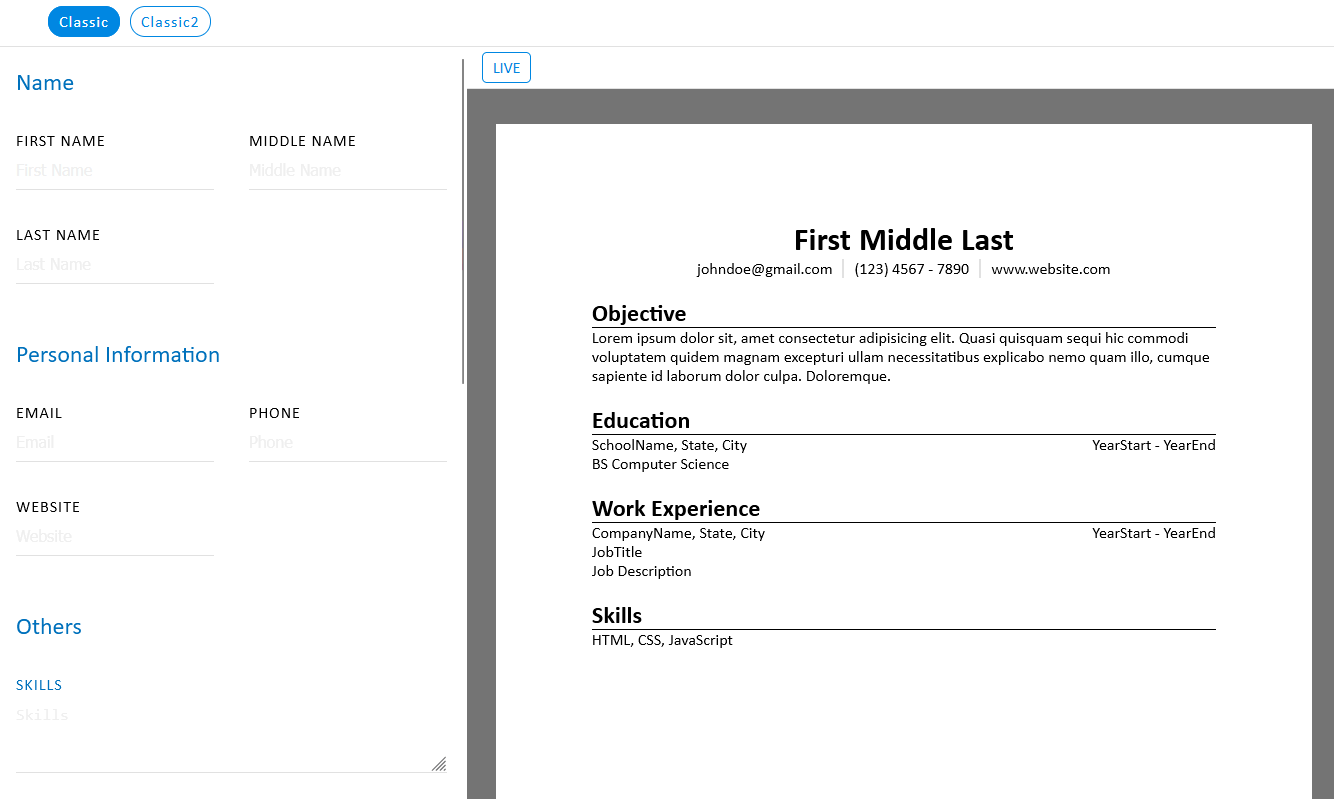 Classic Classic2
Name
FIRST NAME MIDDLE NAME
First Name Middle Name
LAST NAME
Last Name
Personal Information
EMAIL PHONE
Email Phone
WEBSITE
Website
Others
SKILLS
Skills
LIVE
First Middle Last
johndoe@gmail.com (123) 4567 - 7890 www.website.com
Objective
Lorem ipsum dolor sit, amet consectetur adipisicing elit. Quasi quisquam sequi hic commodi
voluptatem quidem magnam excepturi ullam necessitatibus explicabo nemo quam illo, cumque
sapiente id laborum dolor culpa. Doloremque.
Education
SchoolName, State, City YearStart - YearEnd
BS Computer Science
Work Experience
CompanyName, State, City YearStart - YearEnd
JobTitle
Job Description
Skills
HTML, CSS, JavaScript